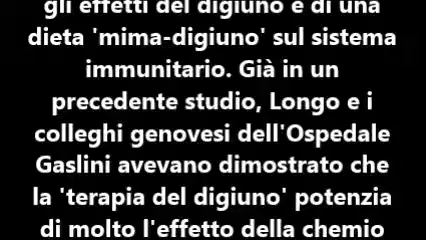 gli effetti del digiuno e di una
dieta 'mima-digiuno' sul sistema
immunitario. Già in un
precedente studio, Longo e i
colleghi genovesi dell'Ospedale
Gaslini avevano dimostrato che
la 'terapia del digiuno' potenzia
di molto l'effetto della chemio